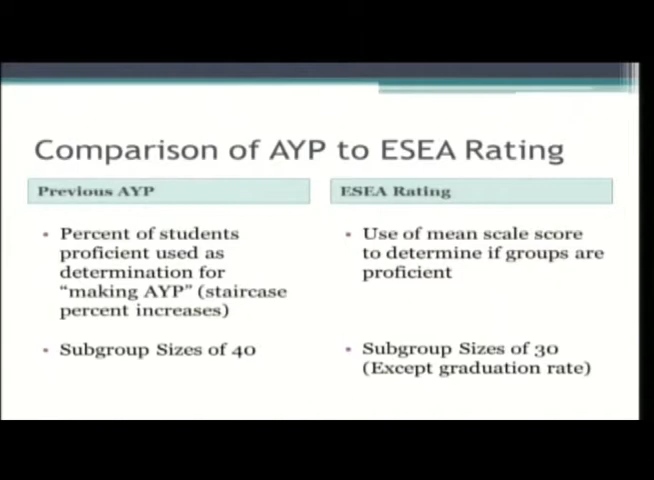 Comparison of AYP to ESEA Rating
Previous AYP
• Percent of students
proficient used as
determination for
“making AYP” (staircase
percent increases)
• Subgroup Sizes of 40
ESEA Rating
• Use of mean scale score
to determine if groups are
proficient
• Subgroup Sizes of 30
(Except graduation rate)